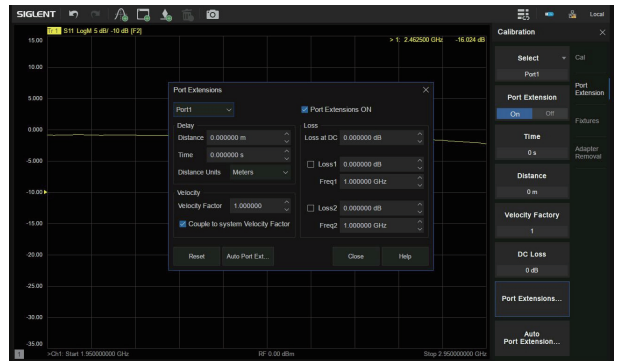 SIGLENT
Local
Tr 1 S11 LogM 5 dB/ -10 dB [F2]
> 1: 2.462500 GHz -16.024 dB
15.00
10.00
5.000
0.000
-5.000
-10.00
-15.00
-20.00
-25.00
-30.00
-35.00
Port Extensions
Port1
Port Extensions ON
Delay
Distance 0.000000 m
Time 0.000000 s
Distance Units Meters
Velocity
Velocity Factor 1.000000
Couple to system Velocity Factor
Loss
Loss at DC 0.000000 dB
Loss1 0.000000 dB
Freq1 1.000000 GHz
Loss2 0.000000 dB
Freq2 1.000000 GHz
Reset
Auto Port Ext...
Close
Help
1
>Ch1: Start 1.950000000 GHz
RF 0.00 dBm
Stop 2.950000000 GHz
Calibration
Select
Port1
Port Extension
On Off
Time
0 s
Distance
0 m
Velocity Factory
1
DC Loss
0 dB
Port Extensions...
Auto
Port Extension...
Cal
Port
Extension
Fixtures
Adapter
Removal